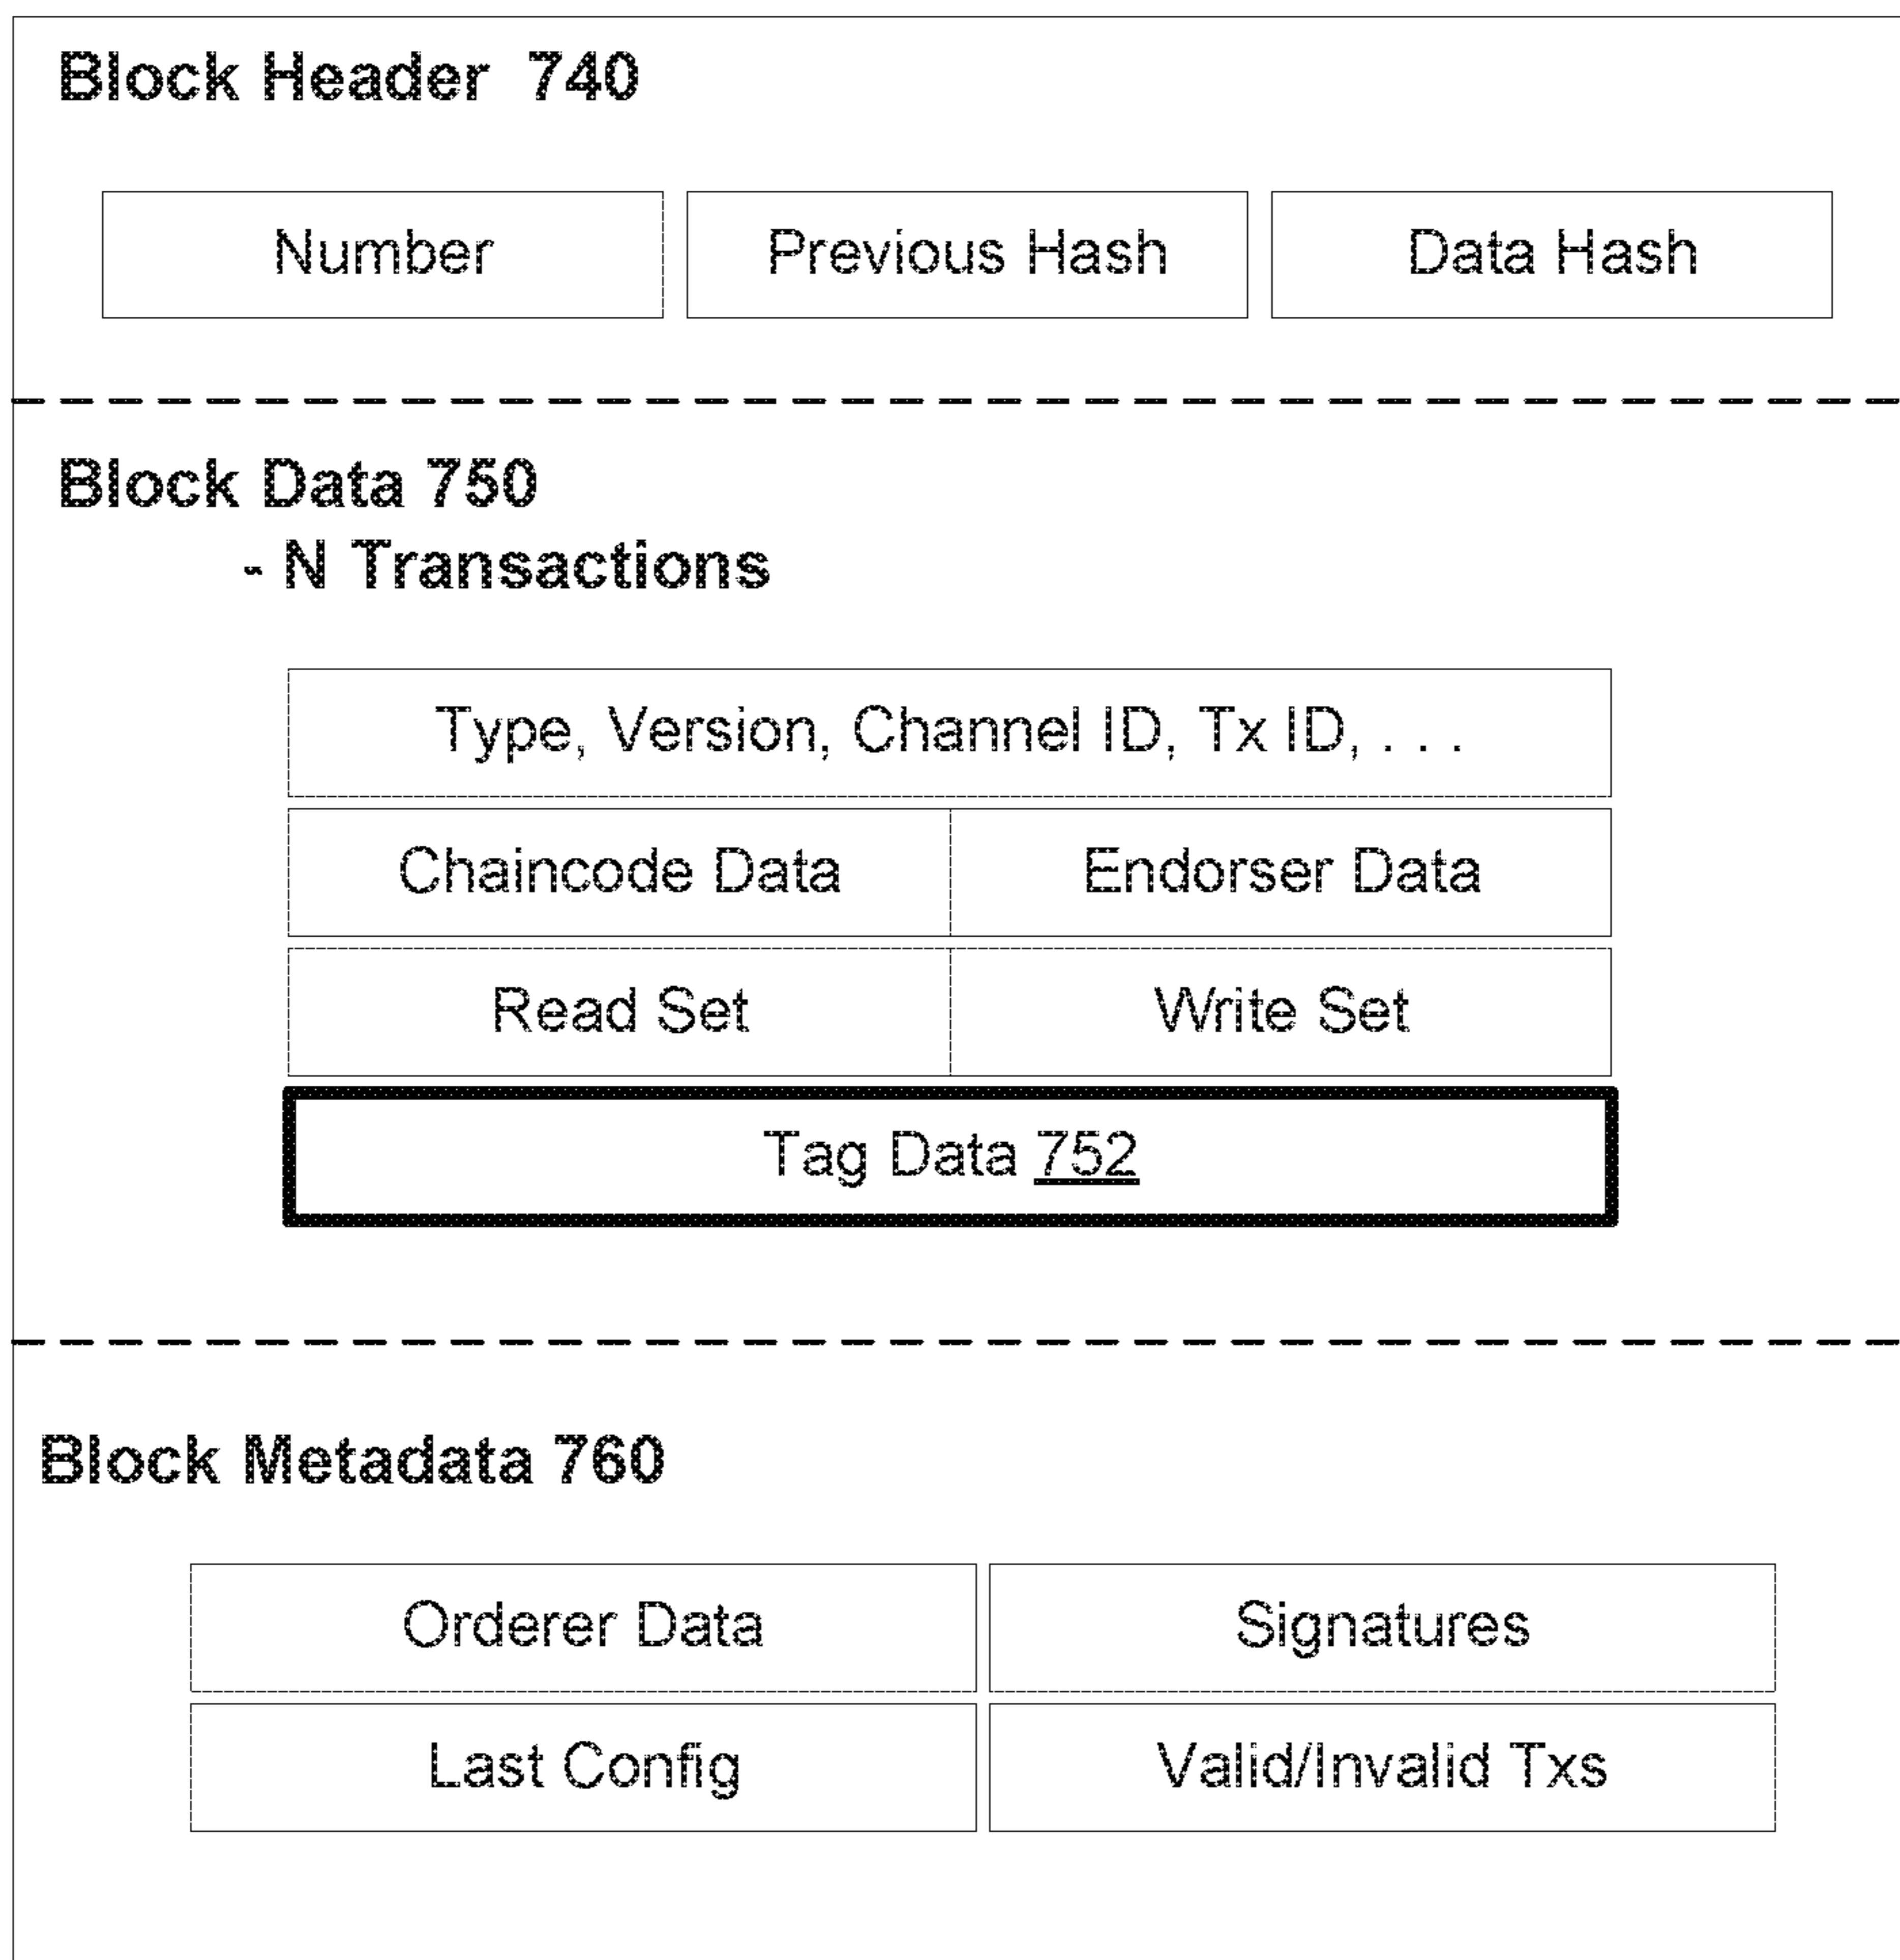 Block Header 740
Number
Previous Hash
Data Hash
Block Data 750
- N Transactions
Type, Version, Channel ID, Tx ID, . . .
Chaincode Data
Endorser Data
Read Set
Write Set
Tag Data 752
Block Metadata 760
Orderer Data
Signatures
Last Config
Valid/Invalid Txs